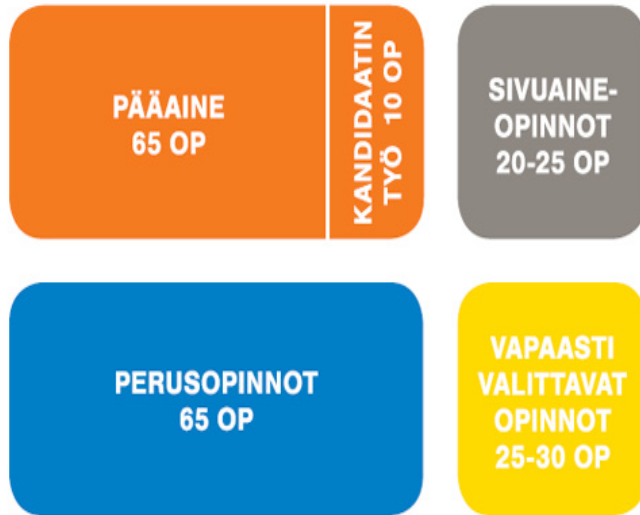 PÄÄAINE
65 OP
KANDIDAATIN
TYÖ 10 OP
SIVUAINE-
OPINNOT
20-25 OP
PERUSOPINNOT
65 OP
VAPAASTI
VALITTAVAT
OPINNOT
25-30 OP